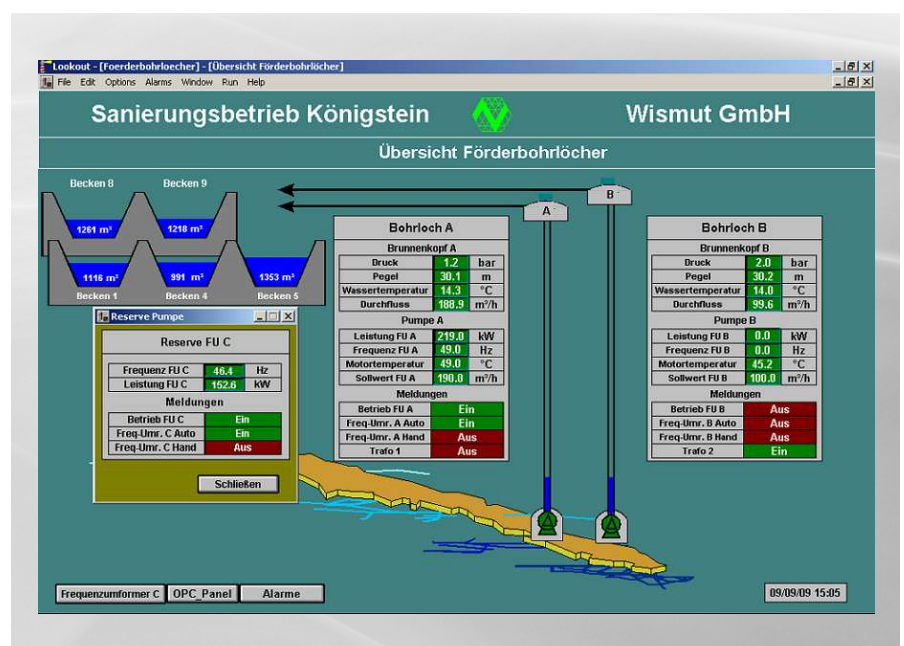 Lookout - [Foerderbohrloecher] - [Übersicht Förderbohrlöcher]
File Edit Options Alarms Window Run Help
Sanierungsbetrieb Königstein Wismut GmbH
Übersicht Förderbohrlöcher
Becken 8 Becken 9
1261 m³ 1218 m³
1116 m³ 991 m³ 1353 m³
Becken 1 Becken 4 Becken 5
A
B
Bohrloch A
Brunnenkopf A
Druck 1.2 bar
Pegel 30.1 m
Wassertemperatur 14.3 °C
Durchfluss 188.9 m³/h
Pumpe A
Leistung FU A 219.0 kW
Frequenz FU A 49.0 Hz
Motortemperatur 49.0 °C
Sollwert FU A 190.0 m³/h
Meldungen
Betrieb FU A Ein
Freq-Umr. A Auto Ein
Freq-Umr. A Hand Aus
Trafo 1 Aus
Bohrloch B
Brunnenkopf B
Druck 2.0 bar
Pegel 30.2 m
Wassertemperatur 14.0 °C
Durchfluss 99.6 m³/h
Pumpe B
Leistung FU B 0.0 kW
Frequenz FU B 0.0 Hz
Motortemperatur 45.2 °C
Sollwert FU B 100.0 m³/h
Meldungen
Betrieb FU B Aus
Freq-Umr. B Auto Aus
Freq-Umr. B Hand Aus
Trafo 2 Ein
Reserve Pumpe
Reserve FU C
Frequenz FU C 46.4 Hz
Leistung FU C 152.6 kW
Meldungen
Betrieb FU C Ein
Freq-Umr. C Auto Ein
Freq-Umr. C Hand Aus
Schließen
Frequenzumformer C OPC_Panel Alarme
09/09/09 15:05